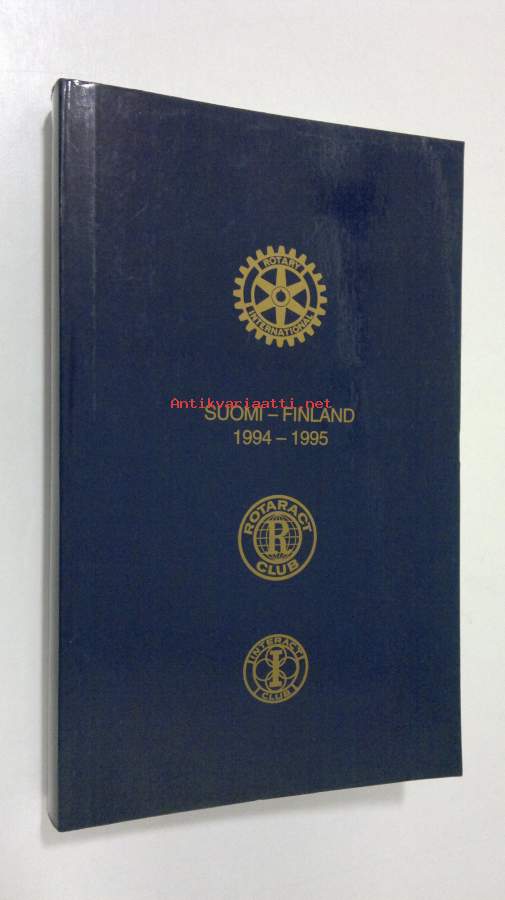 ROTARY
INTERNATIONAL
Antikvariaatti.net
SUOMI – FINLAND
1994 – 1995
ROTARACT
R
CLUB
INTERACT
I
CLUB